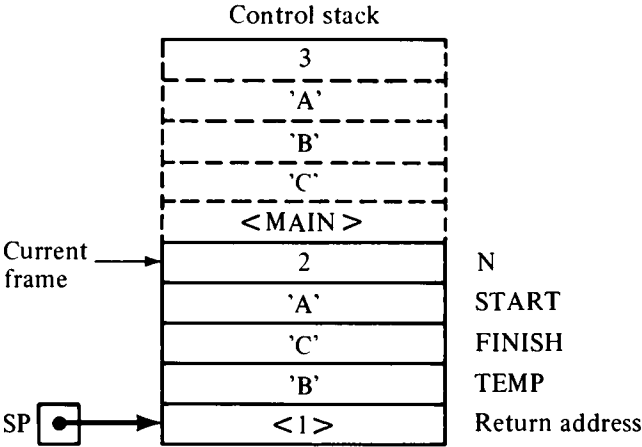 Control stack
3
'A'
'B'
'C'
<MAIN>
Current
frame
2 N
'A' START
'C' FINISH
'B' TEMP
SP <1> Return address